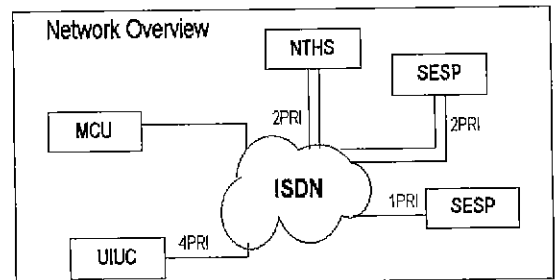 Network Overview
NTHS
SESP
2PRI
2PRI
MCU
ISDN
1PRI
SESP
UIUC
4PRI